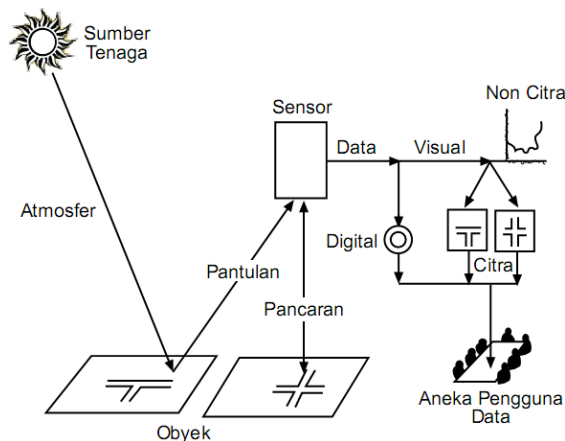 Sumber
Tenaga
Non Citra
Sensor
Data
Visual
Atmosfer
Digital
Citra
Pantulan
Pancaran
Aneka Pengguna
Data
Obyek